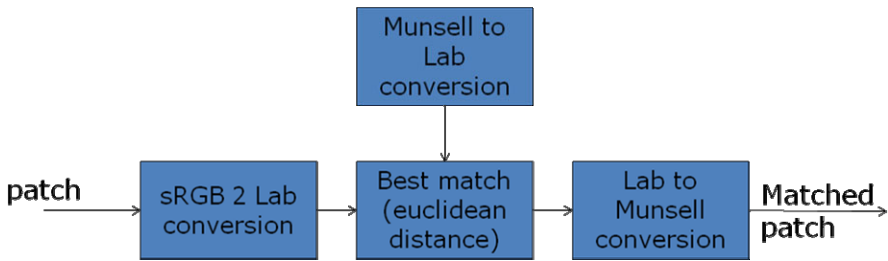 Munsell to
Lab
conversion
patch
sRGB 2 Lab
conversion
Best match
(euclidean
distance)
Lab to
Munsell
conversion
Matched
patch